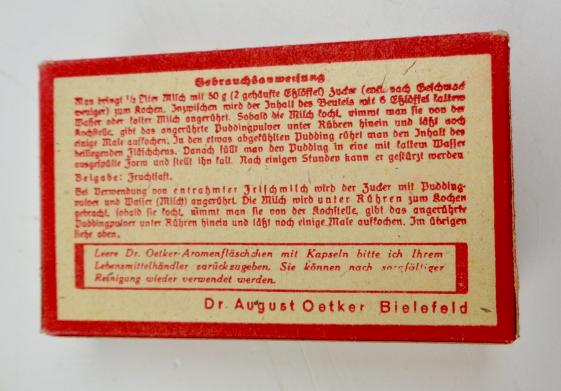 Gebrauchsanweisung
Man bringt ½ Liter Milch mit 50 g (2 gehäufte Eßlöffel) Zucker (evtl. nach Geschmack
weniger) zum Kochen. Inzwischen wird der Inhalt des Beutels mit 6 Eßlöffel kaltem
Wasser oder kalter Milch angerührt. Sobald die Milch kocht, nimmt man sie von der
Kochstelle, gibt das angerührte Puddingpulver unter Rühren hinein und läßt noch
einige Male aufkochen. In den etwas abgekühlten Pudding rührt man den Inhalt des
beiliegenden Fläschchens. Danach füllt man den Pudding in eine mit kaltem Wasser
ausgespülte Form und stellt ihn kalt. Nach einigen Stunden kann er gestürzt werden
Beigabe: Fruchtsaft.
Bei Verwendung von entrahmter Frischmilch wird der Zucker mit Pudding-
pulver und Wasser (Milch) angerührt. Die Milch wird unter Rühren zum Kochen
gebracht, sobald sie kocht, nimmt man sie von der Kochstelle, gibt das angerührte
Puddingpulver unter Rühren hinein und läßt noch einige Male aufkochen. Im übrigen
siehe oben.
Leere Dr. Oetker-Aromenfläschchen mit Kapseln bitte ich Ihrem
Lebensmittelhändler zurückzugeben. Sie können nach sorgfältiger
Reinigung wieder verwendet werden.
Dr. August Oetker Bielefeld